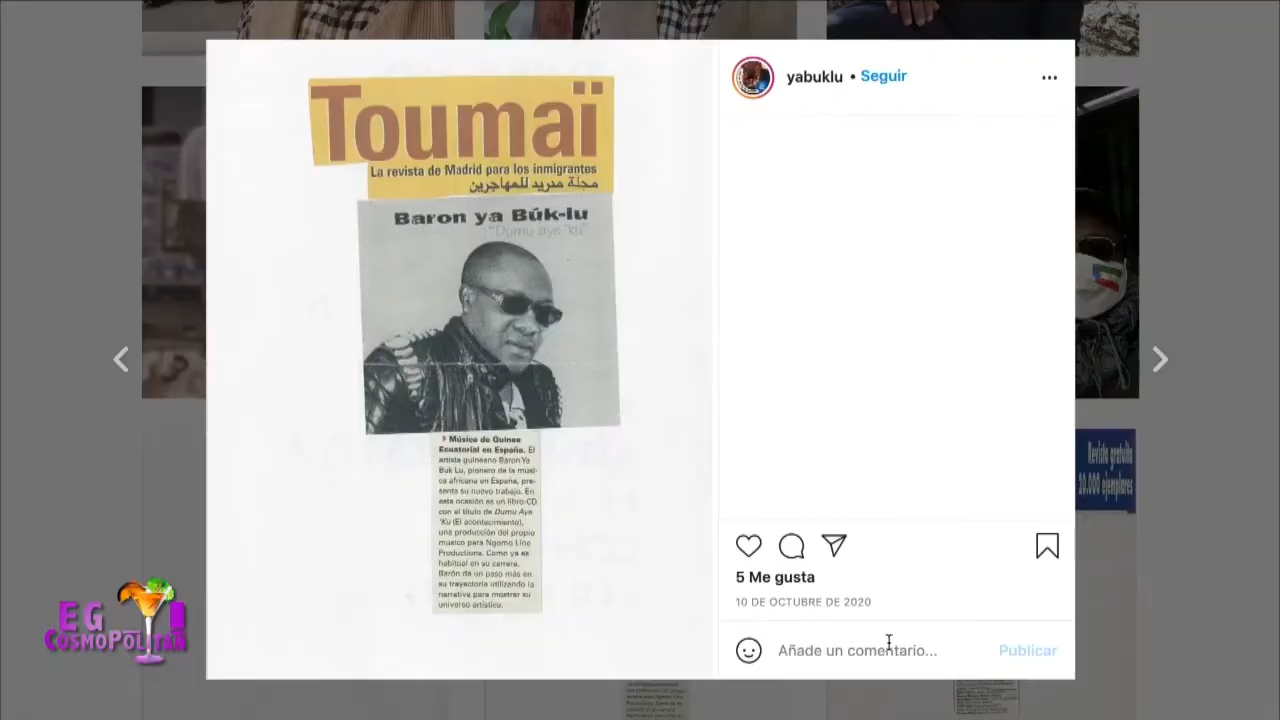 Toumaï
La revista de Madrid para los inmigrantes
مجلة مدريد للمهاجرين
Baron ya Búk-lu
"Dumu aye 'ku"
Música de Guinea
Ecuatorial en España. El
artista guineano Baron Ya
Buk Lu, pionero de la músi-
ca africana en España, pre-
senta su nuevo trabajo. En
esta ocasión es un libro-CD
con el título de Dumu Aye
'Ku (El acontecimiento),
una producción del propio
músico para Ngomo Line
Productions. Como ya es
habitual en su carrera,
Barón da un paso más en
su trayectoria utilizando la
narrativa para mostrar su
universo artístico.
yabuklu • Seguir
5 Me gusta
10 DE OCTUBRE DE 2020
Añade un comentario...
Publicar
Revista gratuita
20.000 ejemplares
EG
COSMOPOLITAN